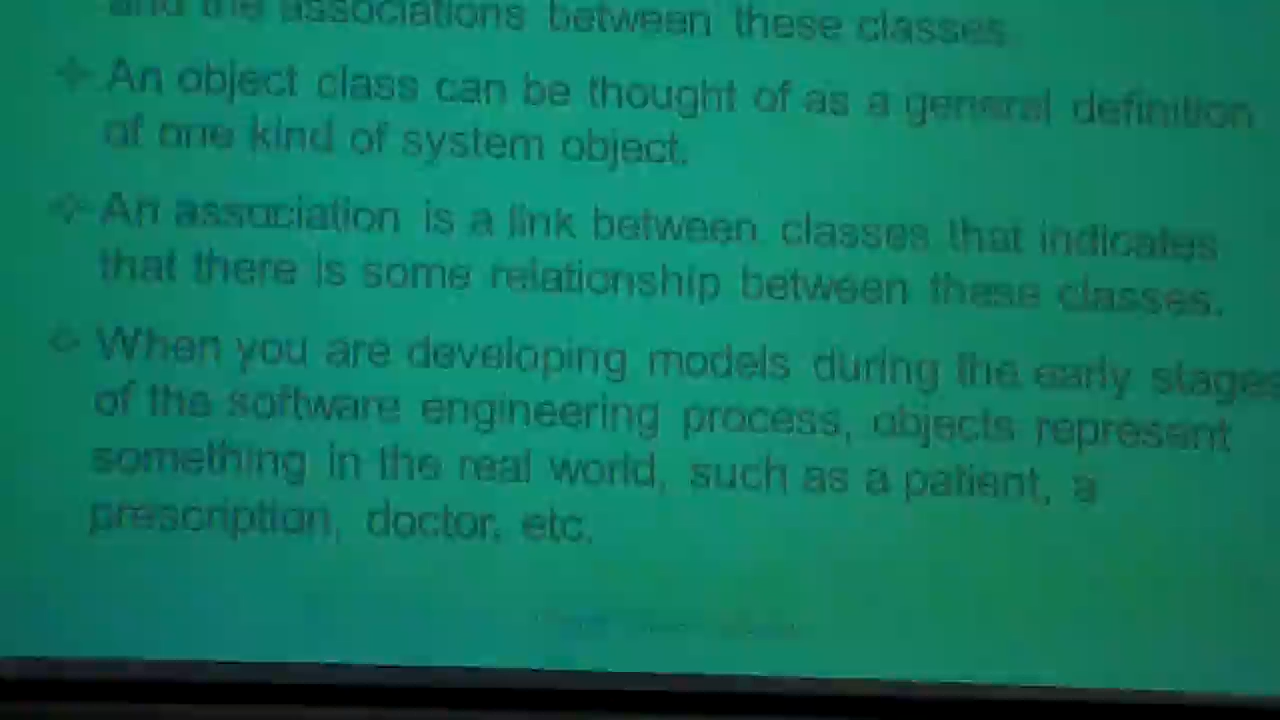 and the associations between these classes.
An object class can be thought of as a general definition
of one kind of system object.
An association is a link between classes that indicates
that there is some relationship between these classes.
When you are developing models during the early stages
of the software engineering process, objects represent
something in the real world, such as a patient, a
prescription, doctor, etc.